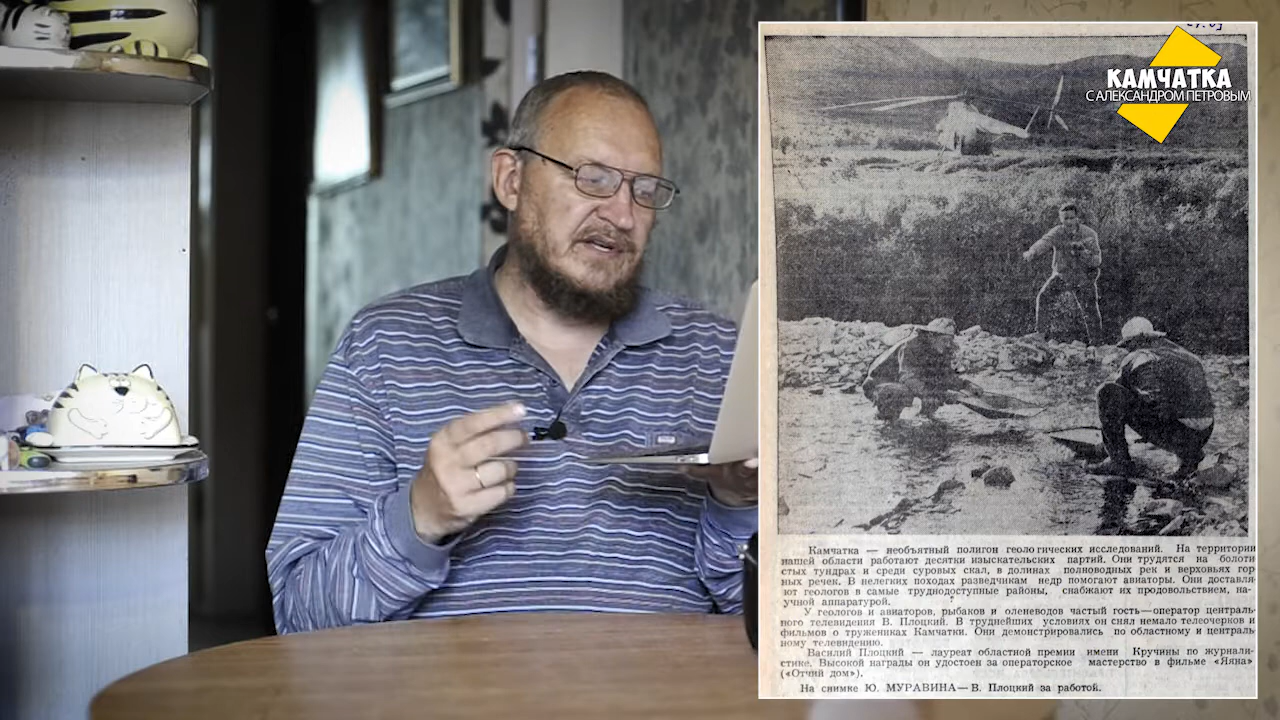 КАМЧАТКА
С АЛЕКСАНДРОМ ПЕТРОВЫМ
Камчатка — необъятный полигон геологических исследований. На территории
нашей области работают десятки изыскательских партий. Они трудятся на болоти
стых тундрах и среди суровых скал, в долинах полноводных рек и верховьях гор
ных речек. В нелегких походах разведчикам недр помогают авиаторы. Они доставля-
ют геологов в самые труднодоступные районы, снабжают их продовольствием, на-
учной аппаратурой.
У геологов и авиаторов, рыбаков и оленеводов частый гость—оператор централь-
ного телевидения В. Плоцкий. В труднейших условиях он снял немало телеочерков и
фильмов о тружениках Камчатки. Они демонстрировались по областному и централь-
ному телевидению.
Василий Плоцкий — лауреат областной премии имени Кручины по журнали-
стике. Высокой награды он удостоен за операторское мастерство в фильме «Яяна»
(«Отчий дом»).
На снимке Ю. МУРАВИНА— В. Плоцкий за работой.